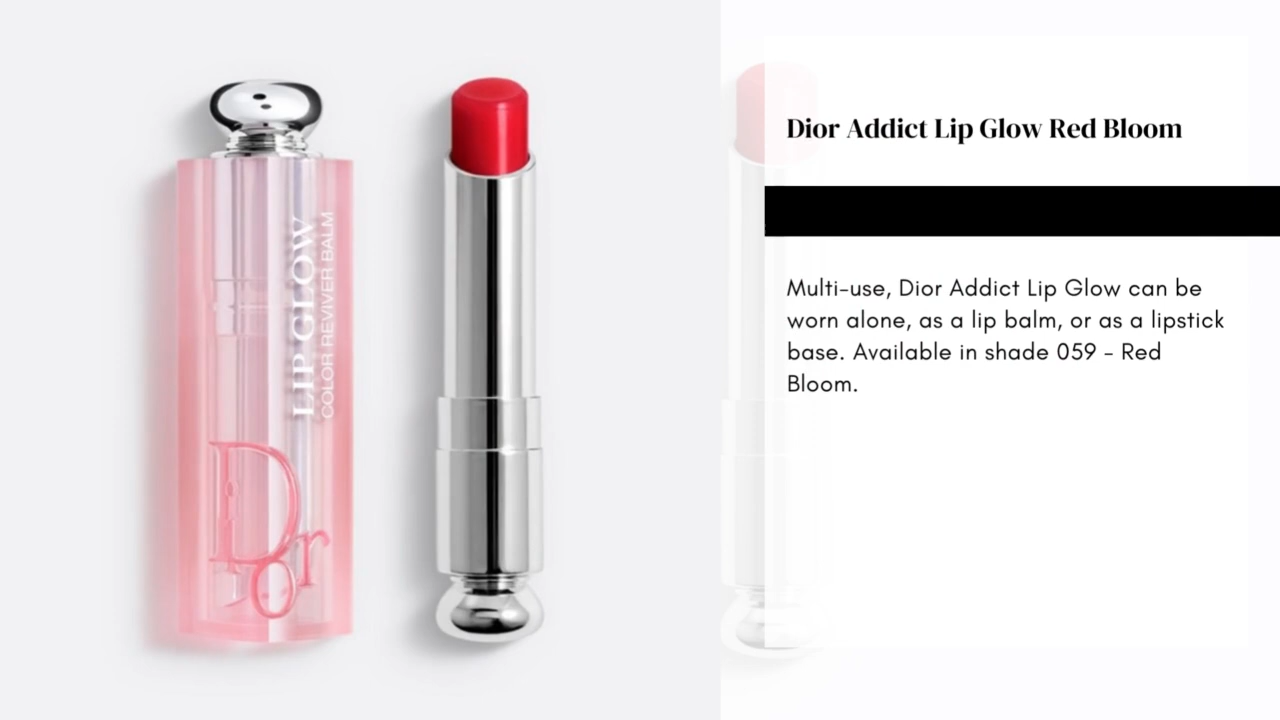 LIP GLOW
COLOR REVIVER BALM
Dior
Dior Addict Lip Glow Red Bloom
Multi-use, Dior Addict Lip Glow can be
worn alone, as a lip balm, or as a lipstick
base. Available in shade 059 - Red
Bloom.